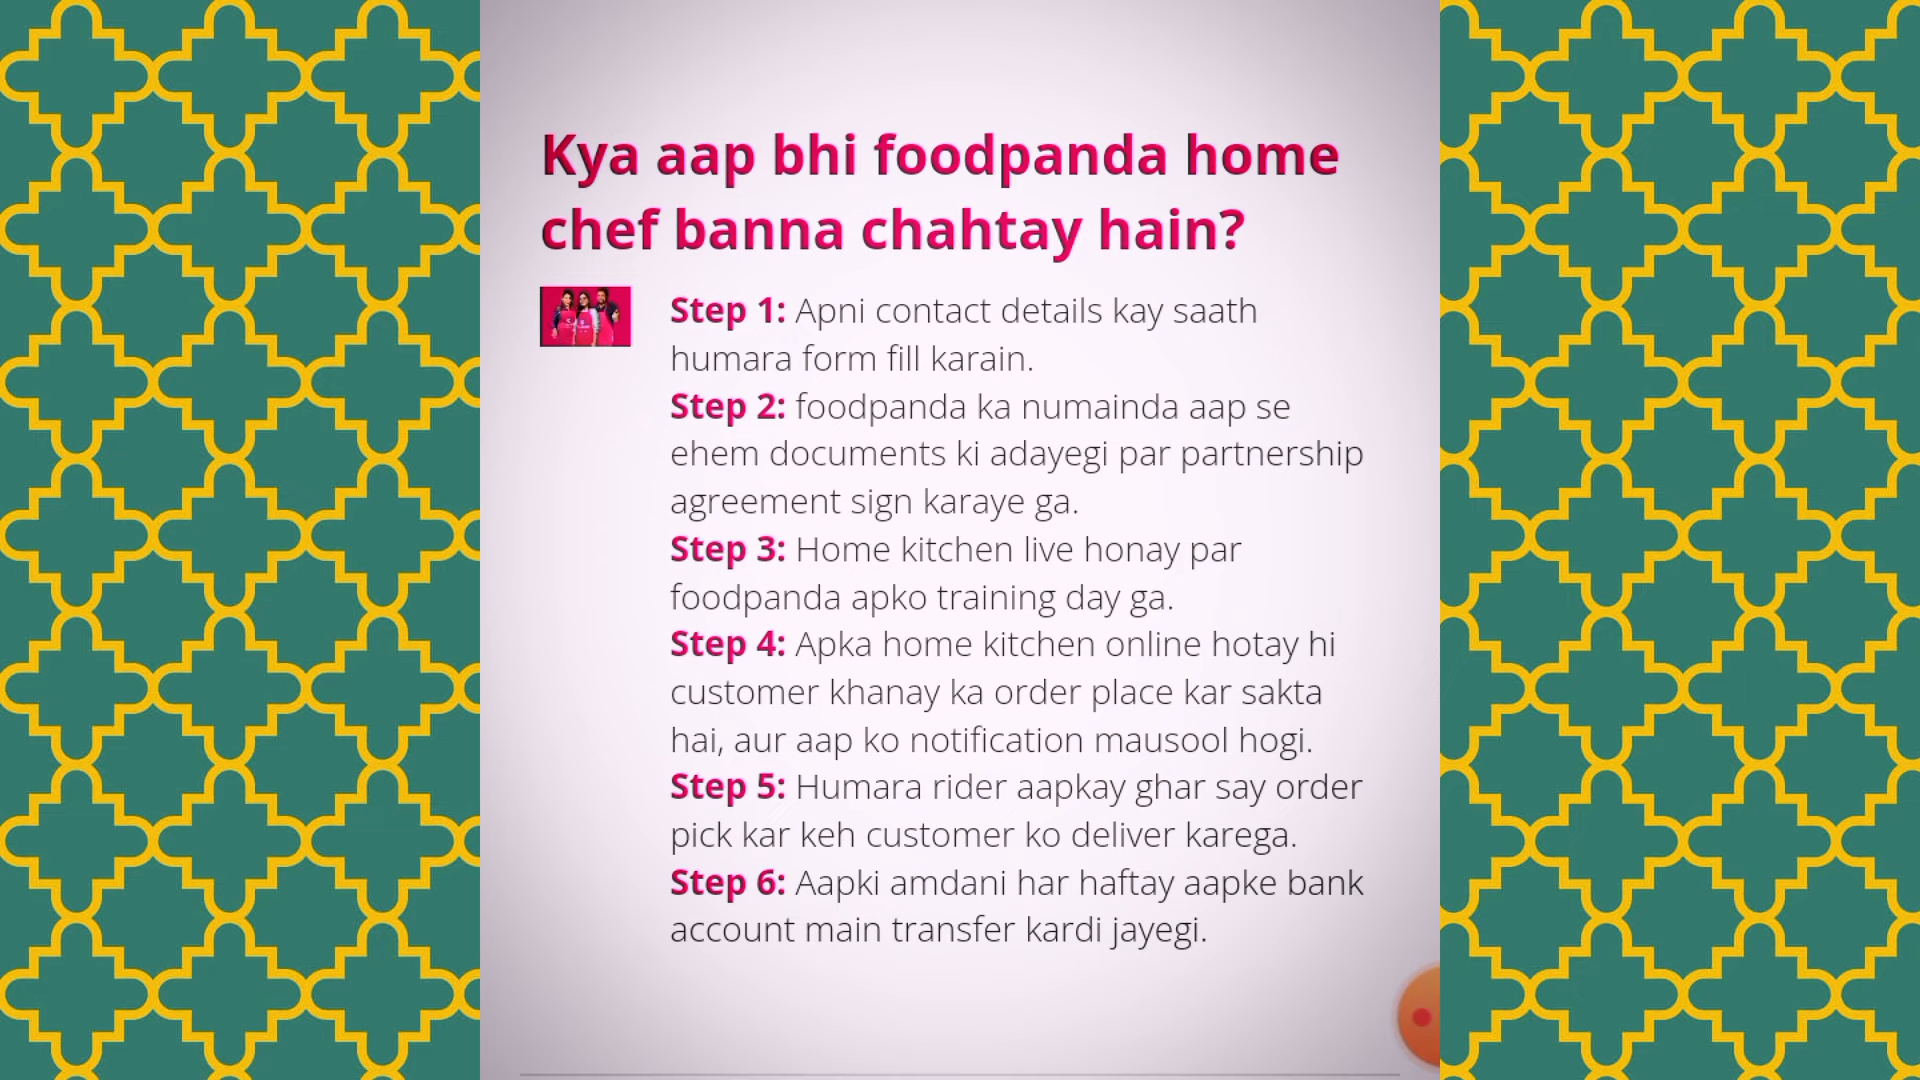 Kya aap bhi foodpanda home
chef banna chahtay hain?
Step 1: Apni contact details kay saath
humara form fill karain.
Step 2: foodpanda ka numainda aap se
ehem documents ki adayegi par partnership
agreement sign karaye ga.
Step 3: Home kitchen live honay par
foodpanda apko training day ga.
Step 4: Apka home kitchen online hotay hi
customer khanay ka order place kar sakta
hai, aur aap ko notification mausool hogi.
Step 5: Humara rider aapkay ghar say order
pick kar keh customer ko deliver karega.
Step 6: Aapki amdani har haftay aapke bank
account main transfer kardi jayegi.